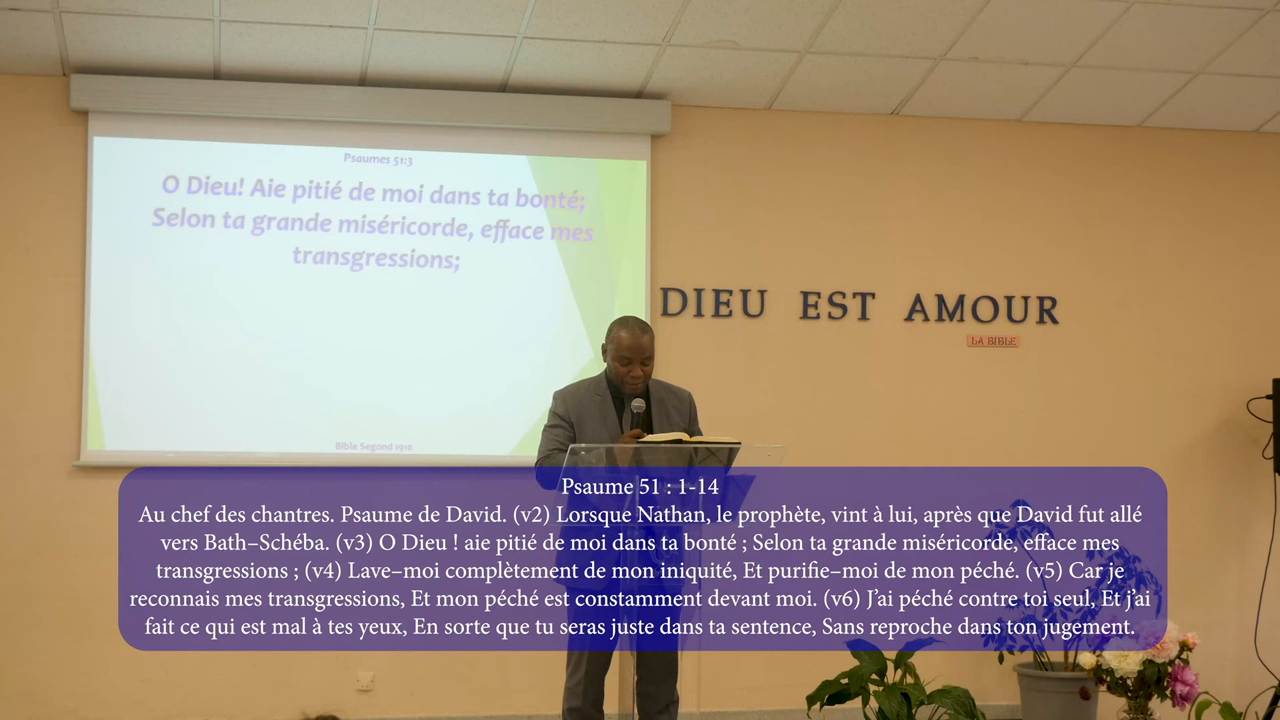 Psaumes 51:3
O Dieu! Aie pitié de moi dans ta bonté;
Selon ta grande miséricorde, efface mes
transgressions;
Bible Segond 1910
DIEU EST AMOUR
LA BIBLE
Psaume 51 : 1-14
Au chef des chantres. Psaume de David. (v2) Lorsque Nathan, le prophète, vint à lui, après que David fut allé
vers Bath–Schéba. (v3) O Dieu ! aie pitié de moi dans ta bonté ; Selon ta grande miséricorde, efface mes
transgressions ; (v4) Lave–moi complètement de mon iniquité, Et purifie–moi de mon péché. (v5) Car je
reconnais mes transgressions, Et mon péché est constamment devant moi. (v6) J'ai péché contre toi seul, Et j'ai
fait ce qui est mal à tes yeux, En sorte que tu seras juste dans ta sentence, Sans reproche dans ton jugement.